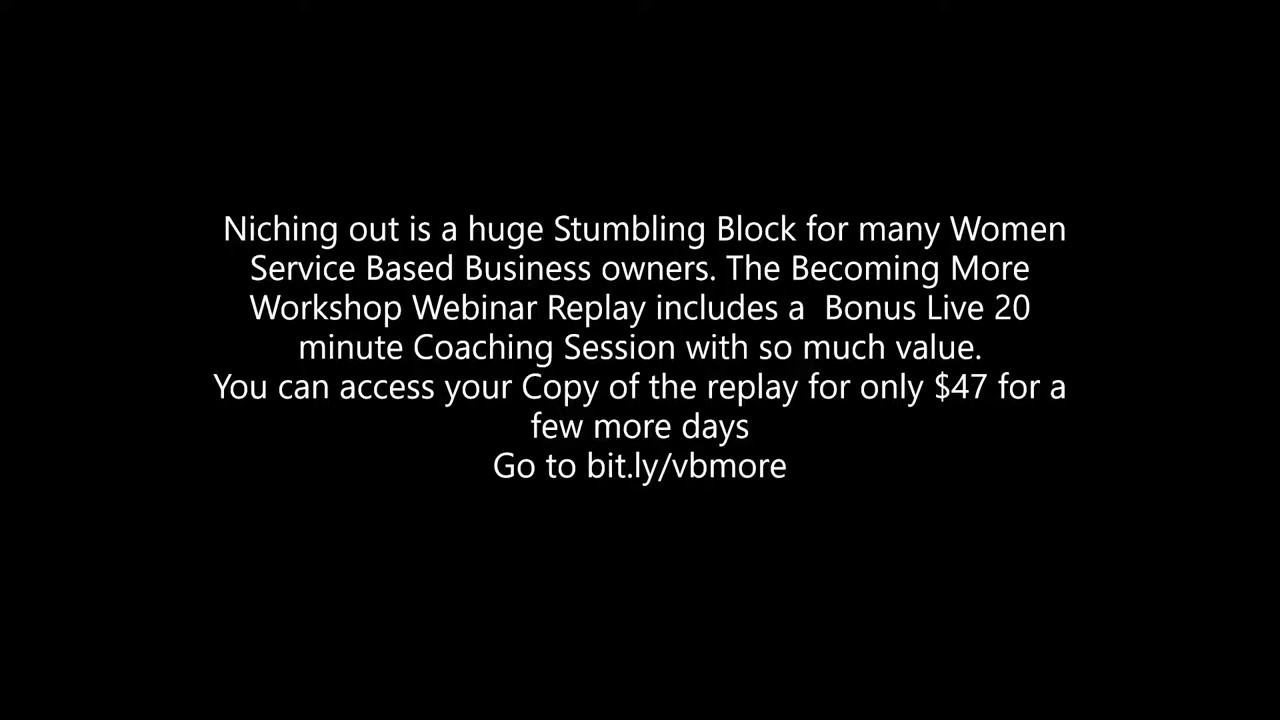 Niching out is a huge Stumbling Block for many Women
Service Based Business owners. The Becoming More
Workshop Webinar Replay includes a  Bonus Live 20
minute Coaching Session with so much value.
You can access your Copy of the replay for only $47 for a
few more days
Go to bit.ly/vbmore